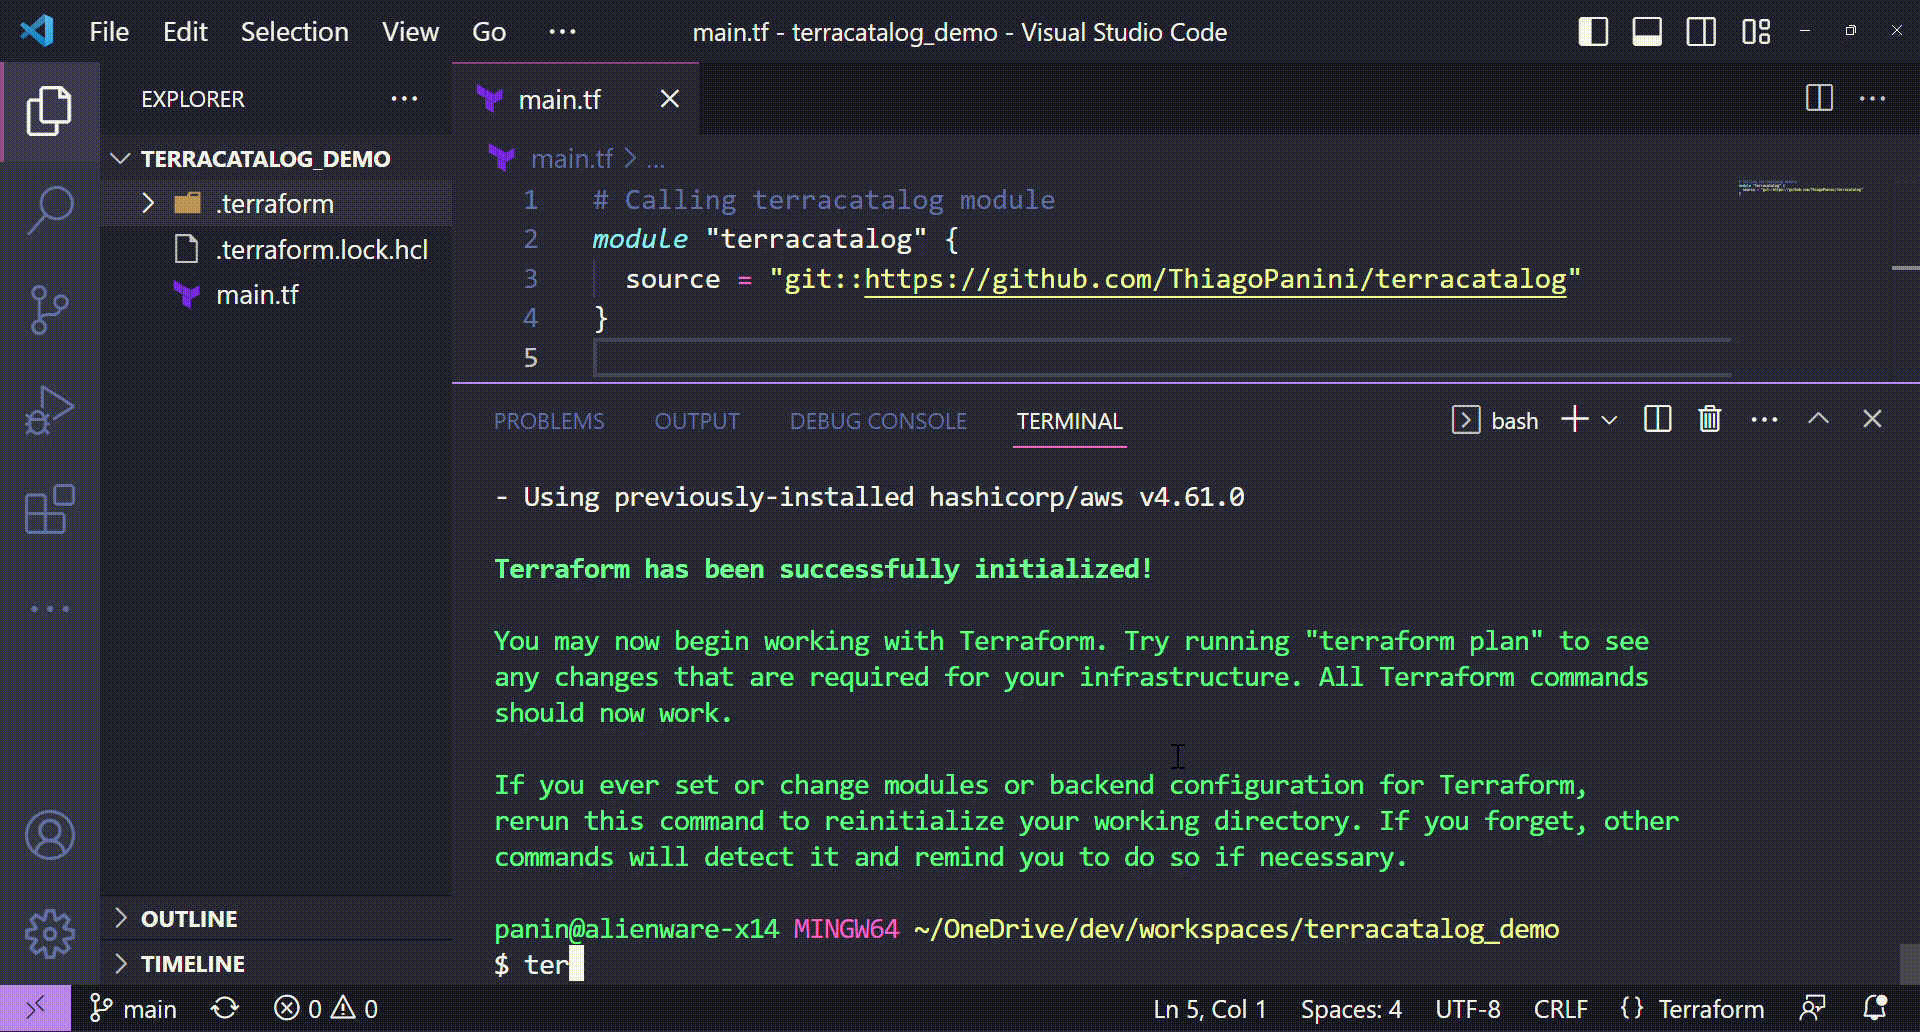 File Edit Selection View Go ··· main.tf - terracatalog_demo - Visual Studio Code
EXPLORER ···
TERRACATALOG_DEMO
.terraform
.terraform.lock.hcl
main.tf
main.tf
main.tf > ...
1 # Calling terracatalog module
2 module "terracatalog" {
3 source = "git::https://github.com/ThiagoPanini/terracatalog"
4 }
5
PROBLEMS OUTPUT DEBUG CONSOLE TERMINAL bash
- Using previously-installed hashicorp/aws v4.61.0
Terraform has been successfully initialized!
You may now begin working with Terraform. Try running "terraform plan" to see
any changes that are required for your infrastructure. All Terraform commands
should now work.
If you ever set or change modules or backend configuration for Terraform,
rerun this command to reinitialize your working directory. If you forget, other
commands will detect it and remind you to do so if necessary.
panin@alienware-x14 MINGW64 ~/OneDrive/dev/workspaces/terracatalog_demo
$ ter
OUTLINE
TIMELINE
main 0 0 Ln 5, Col 1 Spaces: 4 UTF-8 CRLF {} Terraform